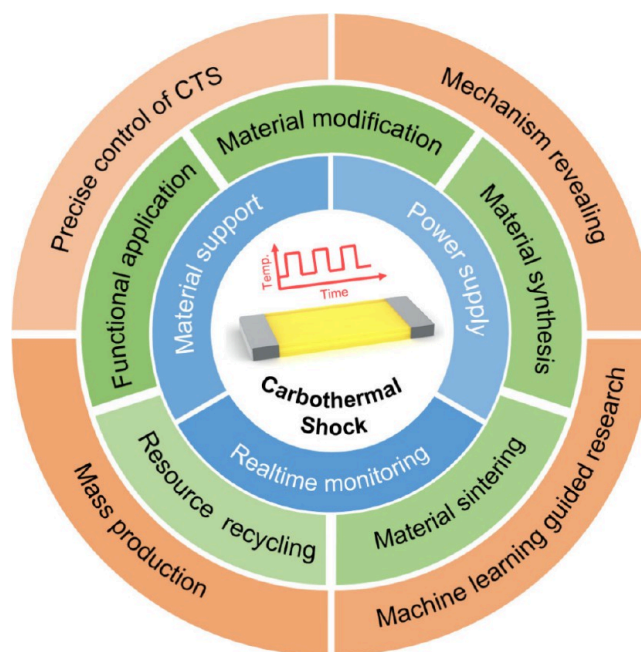 Precise control of CTS
Mechanism revealing
Machine learning guided research
Mass production
Material modification
Material synthesis
Material sintering
Resource recycling
Functional application
Material support
Power supply
Realtime monitoring
Temp.
Time
Carbothermal
Shock